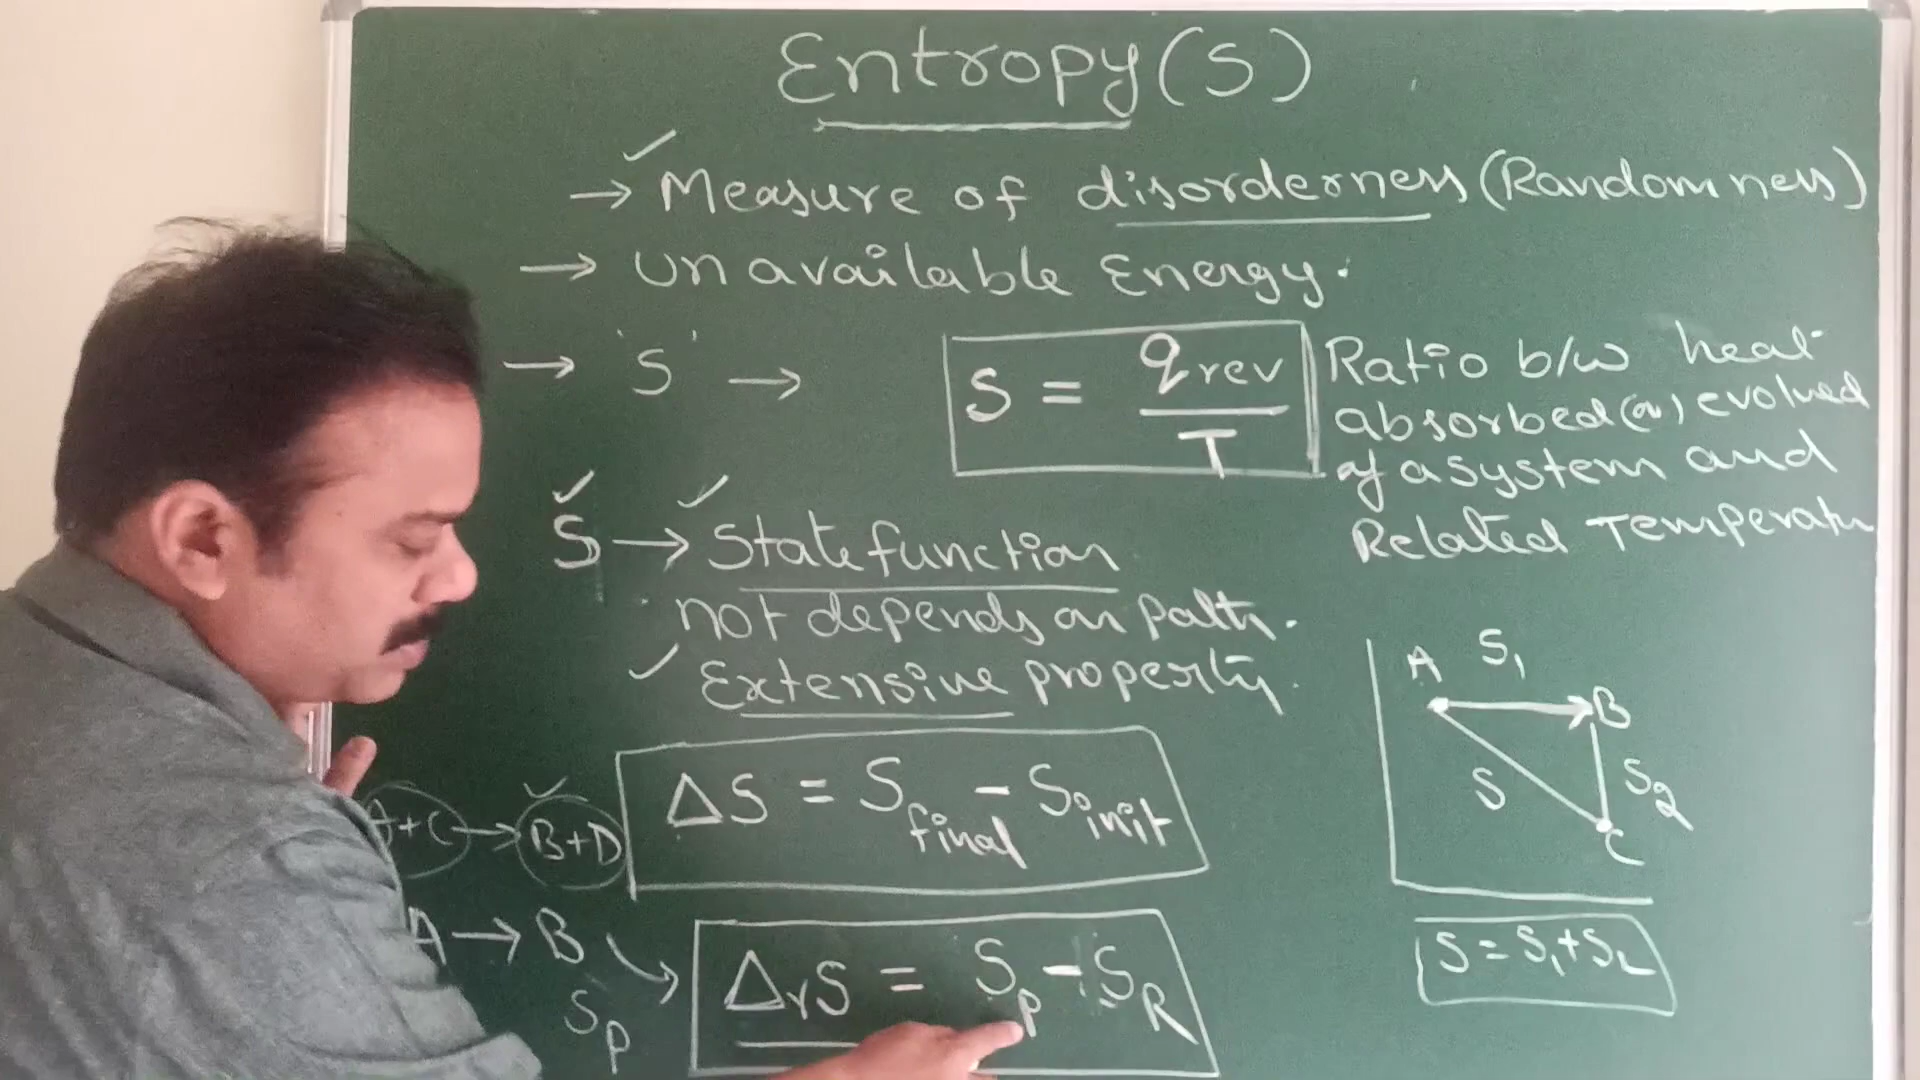 Entropy (S)
→ Measure of disorderness (Randomness)
→ Unavailable Energy.
→ 'S' →
S = qrev / T
Ratio b/w heat
absorbed (or) evolved
of a system and
Related Temperatu
S → State function
not depends on path.
Extensive property.
A+C → B+D
ΔS = Sfinal - Sinit
A → B
Sp
ΔrS = Sp - SR
A S1
B
S S2
C
S = S1 + S2